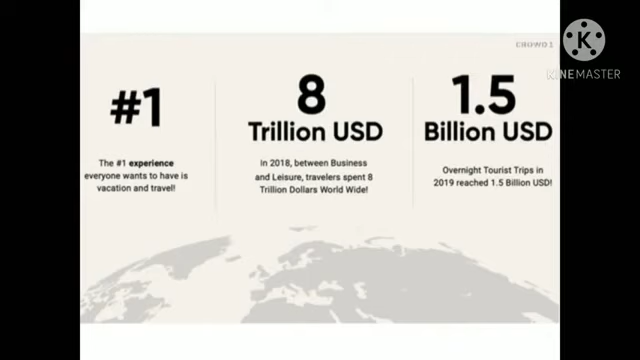 CROWD1
KINEMASTER
#1
The #1 experience
everyone wants to have is
vacation and travel!
8
Trillion USD
In 2018, between Business
and Leisure, travelers spent 8
Trillion Dollars World Wide!
1.5
Billion USD
Overnight Tourist Trips in
2019 reached 1.5 Billion USD!